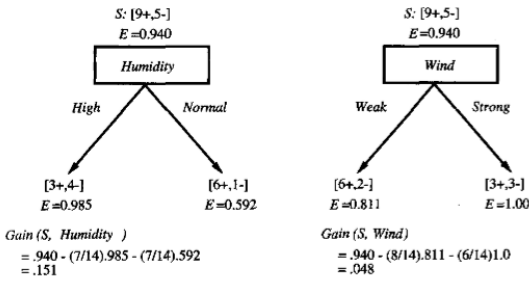 S: [9+,5-]
E =0.940
Humidity
High
Normal
[3+,4-]
E =0.985
[6+,1-]
E =0.592
Gain (S, Humidity )
= .940 - (7/14).985 - (7/14).592
= .151
S: [9+,5-]
E =0.940
Wind
Weak
Strong
[6+,2-]
E =0.811
[3+,3-]
E =1.00
Gain (S, Wind)
= .940 - (8/14).811 - (6/14)1.0
= .048